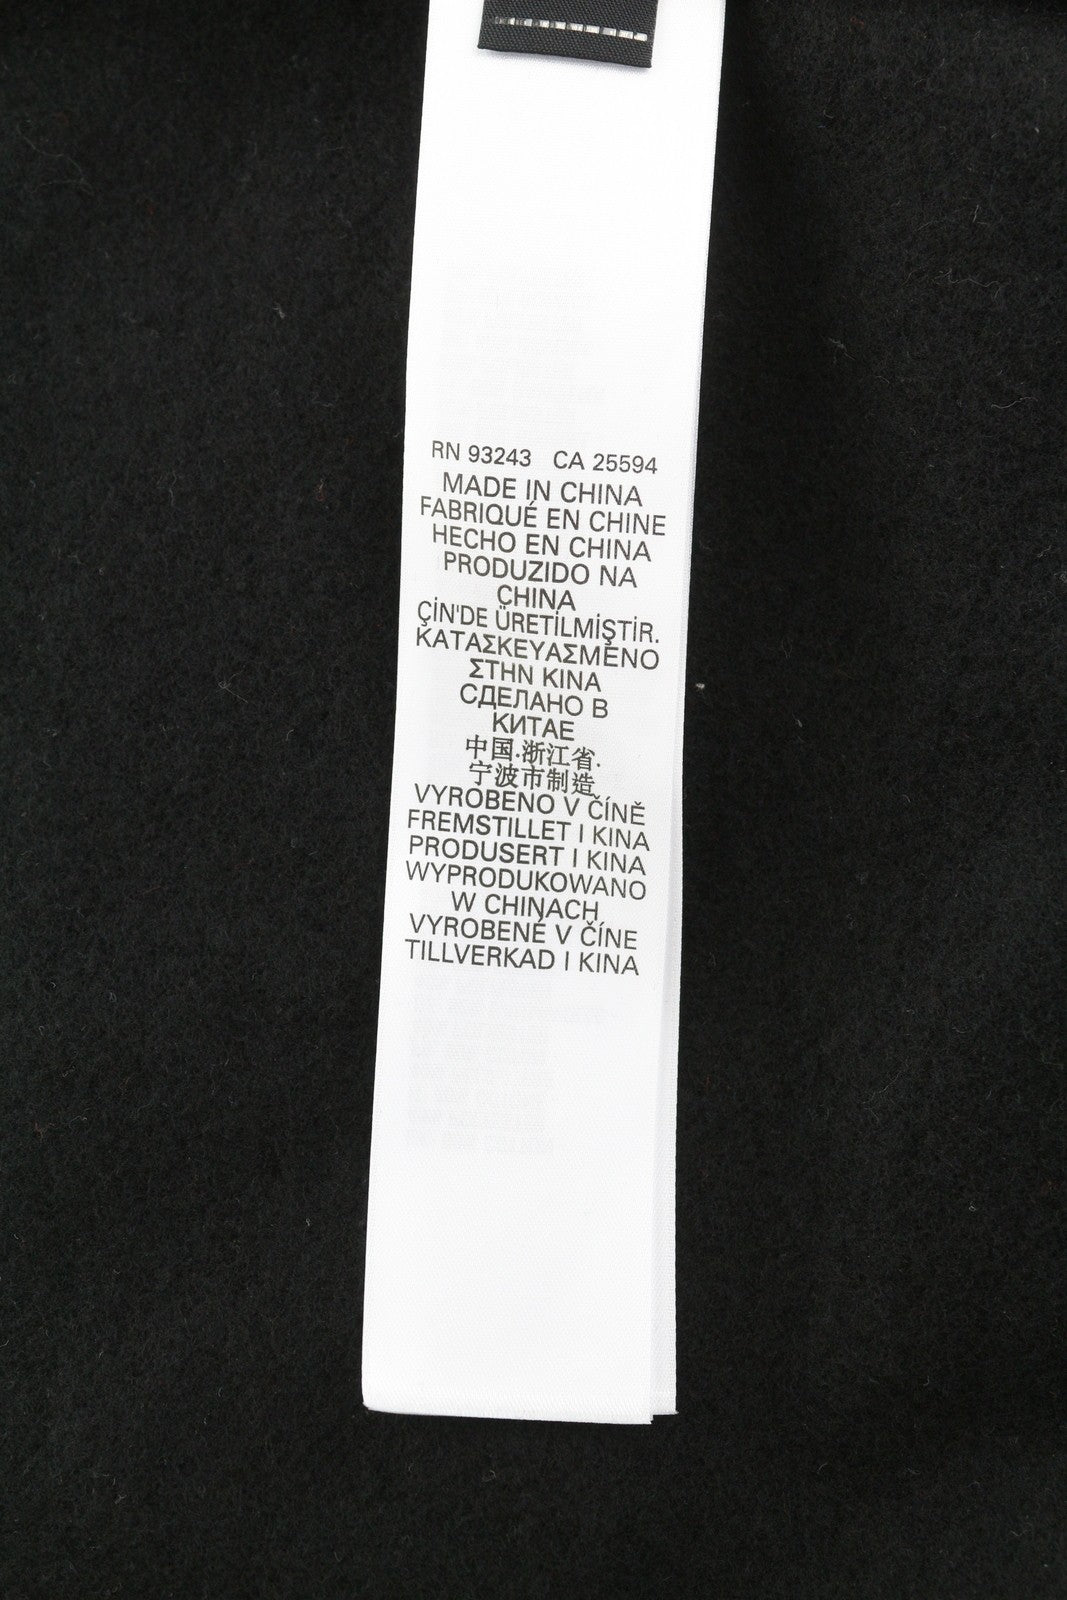 RN 93243 CA 25594
MADE IN CHINA
FABRIQUÉ EN CHINE
HECHO EN CHINA
PRODUZIDO NA
CHINA
ÇİN'DE ÜRETİLMİŞTİR.
ΚΑΤΑΣΚΕΥΑΣΜΕΝΟ
ΣΤΗΝ ΚΙΝΑ
СДЕЛАНО В
КИТАЕ
中国.浙江省.
宁波市制造
VYROBENO V ČÍNĚ
FREMSTILLET I KINA
PRODUSERT I KINA
WYPRODUKOWANO
W CHINACH
VYROBENÉ V ČÍNE
TILLVERKAD I KINA